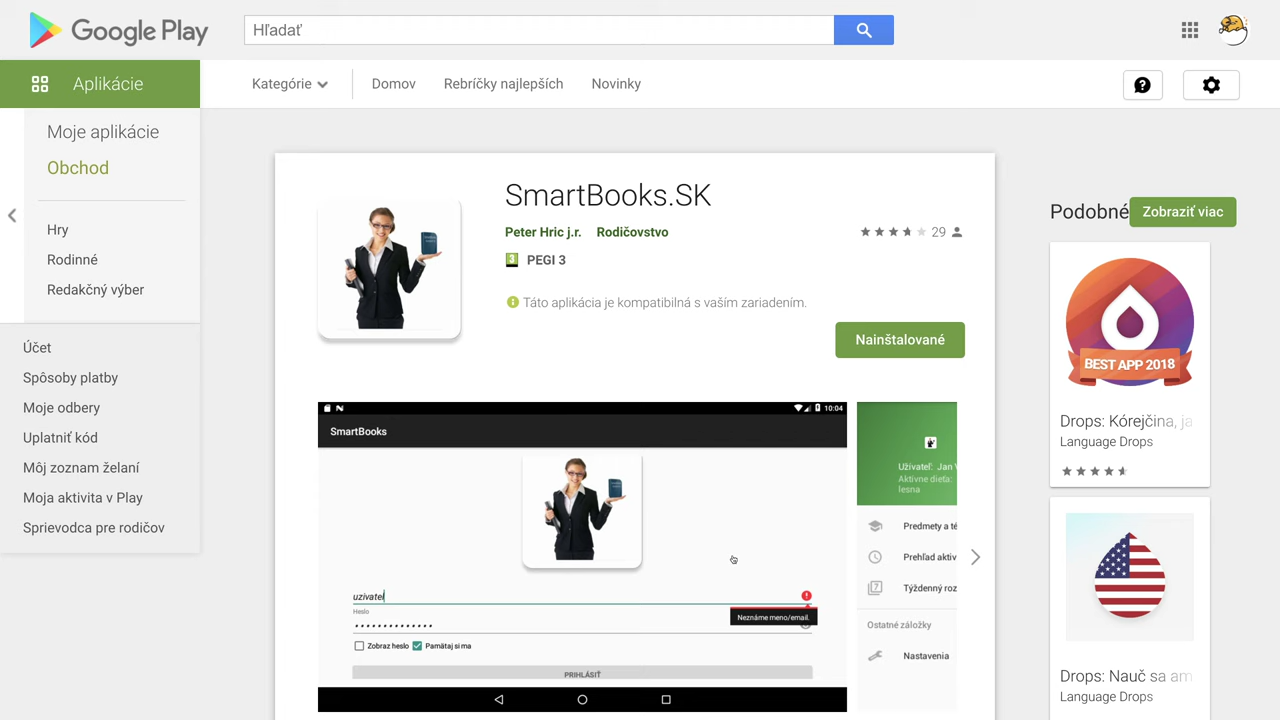 Google Play
Hľadať
Aplikácie
Kategórie
Domov
Rebríčky najlepších
Novinky
Moje aplikácie
Obchod
Hry
Rodinné
Redakčný výber
Účet
Spôsoby platby
Moje odbery
Uplatniť kód
Môj zoznam želaní
Moja aktivita v Play
Sprievodca pre rodičov
SmartBooks.SK
Peter Hric j.r. Rodičovstvo
29
3 PEGI 3
Táto aplikácia je kompatibilná s vaším zariadením.
Nainštalované
10:04
SmartBooks
uzivatel
Neznáme meno/email.
Heslo
Zobraz heslo Pamätaj si ma
PRIHLÁSIŤ
Užívateľ: Jan V
Aktívne dieťa:
lesna
Predmety a té
Prehľad aktív
7 Týždenný roz
Ostatné záložky
Nastavenia
Podobné
Zobraziť viac
BEST APP 2018
Drops: Kórejčina, ja
Language Drops
Drops: Nauč sa am
Language Drops